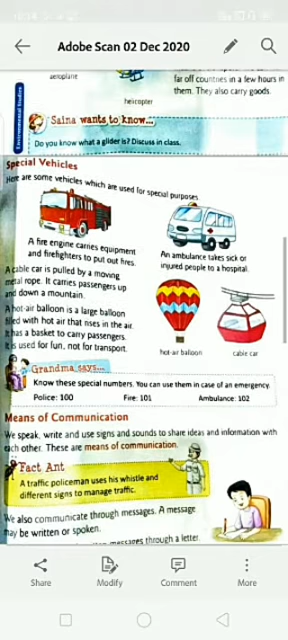 Adobe Scan 02 Dec 2020
aeroplane
helicopter
far off countries in a few hours in
them. They also carry goods.
Environmental Studies
Saina wants to know...
Do you know what a glider is? Discuss in class.
Special Vehicles
Here are some vehicles which are used for special purposes
A fire engine carries equipment
and firefighters to put out fires.
An ambulance takes sick or
injured people to a hospital.
A cable car is pulled by a moving
metal rope. It carries passengers up
and down a mountain.
A hot-air balloon is a large balloon
filled with hot air that rises in the air.
It has a basket to carry passengers.
It is used for fun, not for transport.
hot-air balloon
cable car
Grandma says...
Know these special numbers. You can use them in case of an emergency.
Police: 100 Fire: 101 Ambulance: 102
Means of Communication
We speak, write and use signs and sounds to share ideas and information with
each other. These are means of communication.
Fact Ant
A traffic policeman uses his whistle and
different signs to manage traffic.
We also communicate through messages. A message
may be written or spoken.
messages through a letter
Share Modify Comment More